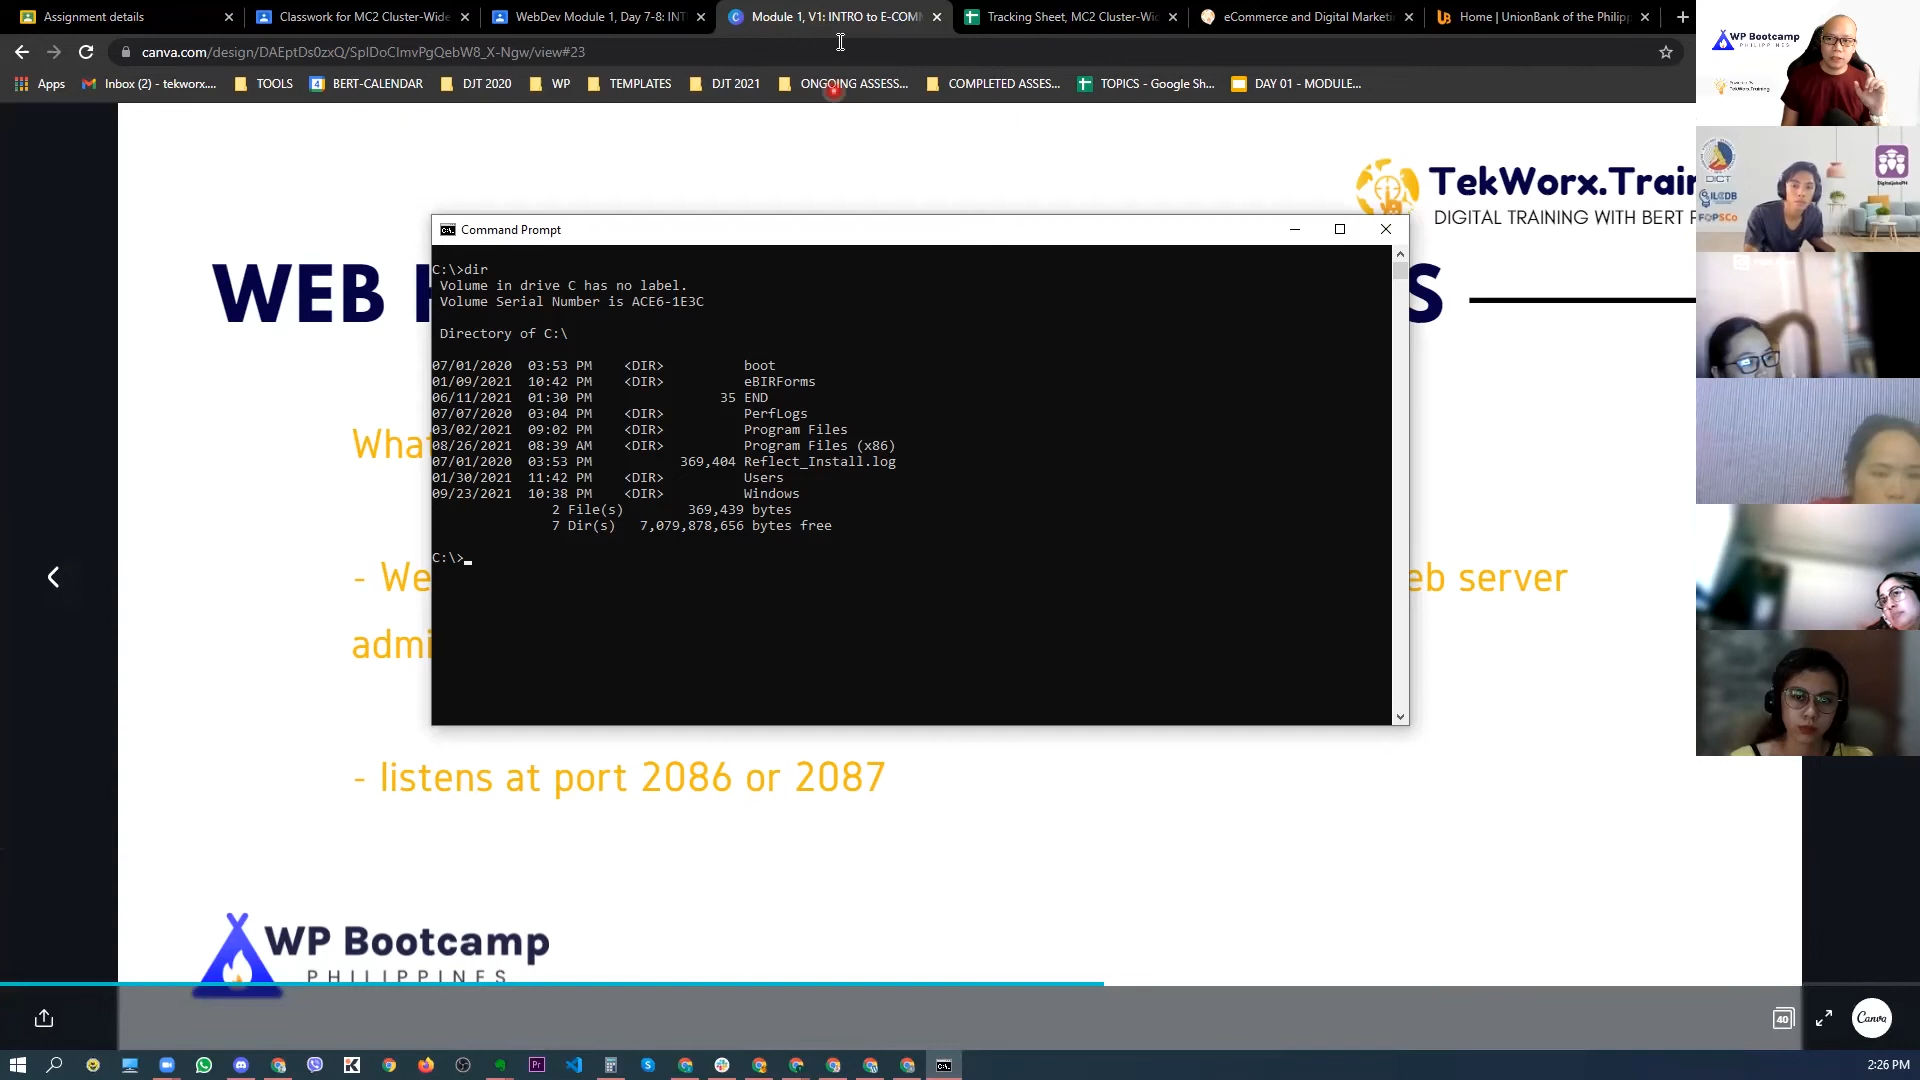 Assignment details
Classwork for MC2 Cluster-Wide
WebDev Module 1, Day 7-8: INT
Module 1, V1: INTRO to E-COMM
Tracking Sheet, MC2 Cluster-Wi
eCommerce and Digital Marketi
Home | UnionBank of the Philipp
canva.com/design/DAEptDs0zxQ/SplDoClmvPgQebW8_X-Ngw/view#23
Apps
Inbox (2) - tekworx....
TOOLS
BERT-CALENDAR
DJT 2020
WP
TEMPLATES
DJT 2021
ONGOING ASSESS...
COMPLETED ASSES...
TOPICS - Google Sh...
DAY 01 - MODULE...
WP Bootcamp
PHILIPPINES
TekWorx.Training
DICT
ILCDB
TekWorx.Train
DIGITAL TRAINING WITH BERT
WEB
S
Command Prompt
C:\>dir
Volume in drive C has no label.
Volume Serial Number is ACE6-1E3C
Directory of C:\
07/01/2020 03:53 PM <DIR> boot
01/09/2021 10:42 PM <DIR> eBIRForms
06/11/2021 01:30 PM 35 END
07/07/2020 03:04 PM <DIR> PerfLogs
03/02/2021 09:02 PM <DIR> Program Files
08/26/2021 08:39 AM <DIR> Program Files (x86)
07/01/2020 03:53 PM 369,404 Reflect_Install.log
01/30/2021 11:42 PM <DIR> Users
09/23/2021 10:38 PM <DIR> Windows
2 File(s) 369,439 bytes
7 Dir(s) 7,079,878,656 bytes free
C:\>
What
- We
eb server
admi
- listens at port 2086 or 2087
WP Bootcamp
PHILIPPINES
40
Canva
2:26 PM